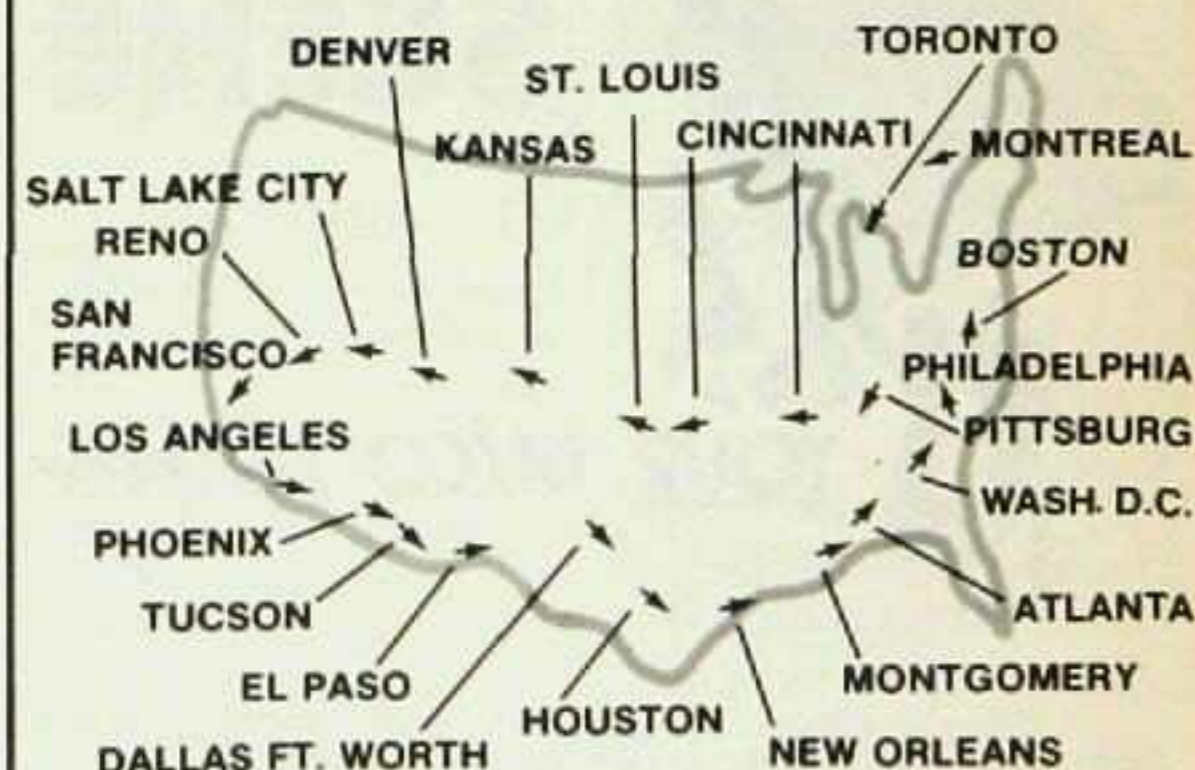 DENVER
TORONTO
ST. LOUIS
KANSAS
CINCINNATI
MONTREAL
SALT LAKE CITY
RENO
BOSTON
SAN
FRANCISCO
PHILADELPHIA
LOS ANGELES
PITTSBURG
WASH. D.C.
PHOENIX
TUCSON
ATLANTA
EL PASO
MONTGOMERY
HOUSTON
DALLAS FT. WORTH
NEW ORLEANS